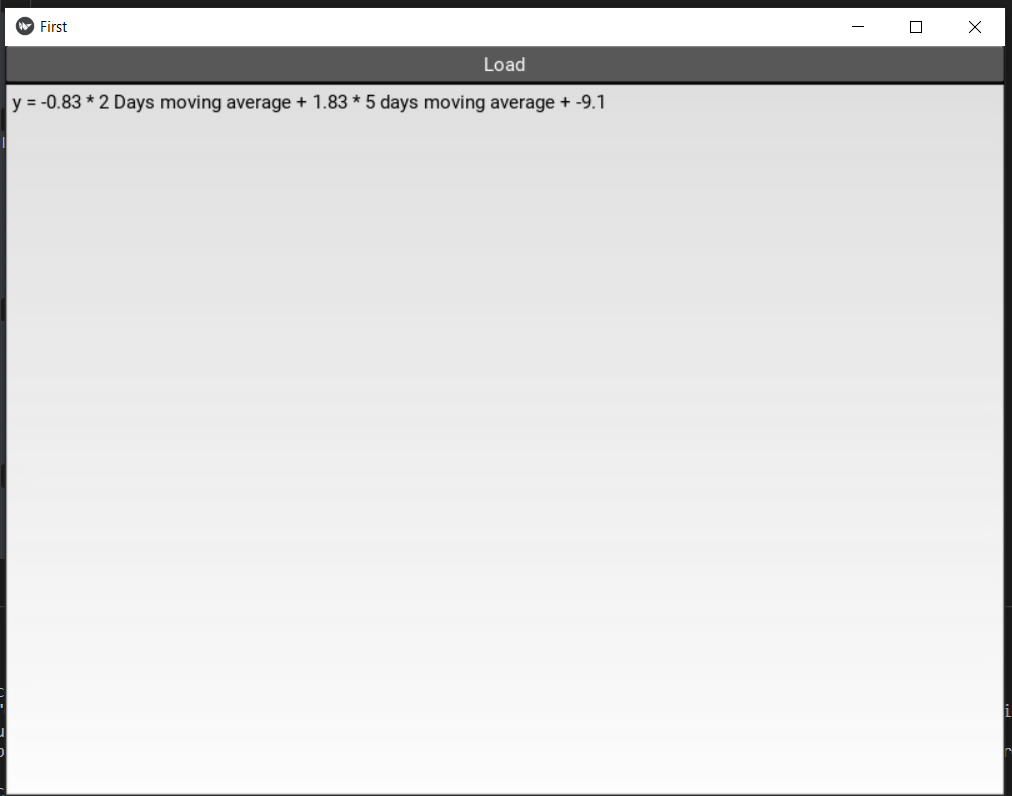 First
Load
y = -0.83 * 2 Days moving average + 1.83 * 5 days moving average + -9.1